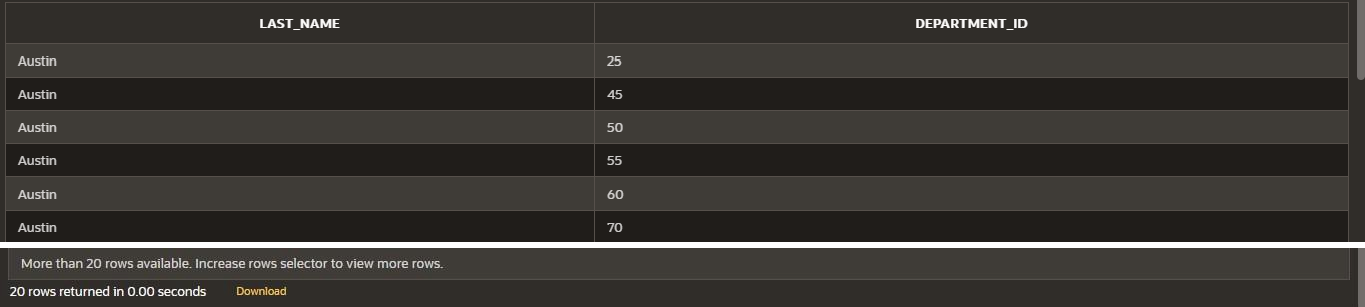 LAST_NAME DEPARTMENT_ID
Austin 25
Austin 45
Austin 50
Austin 55
Austin 60
Austin 70
More than 20 rows available. Increase rows selector to view more rows.
20 rows returned in 0.00 seconds Download